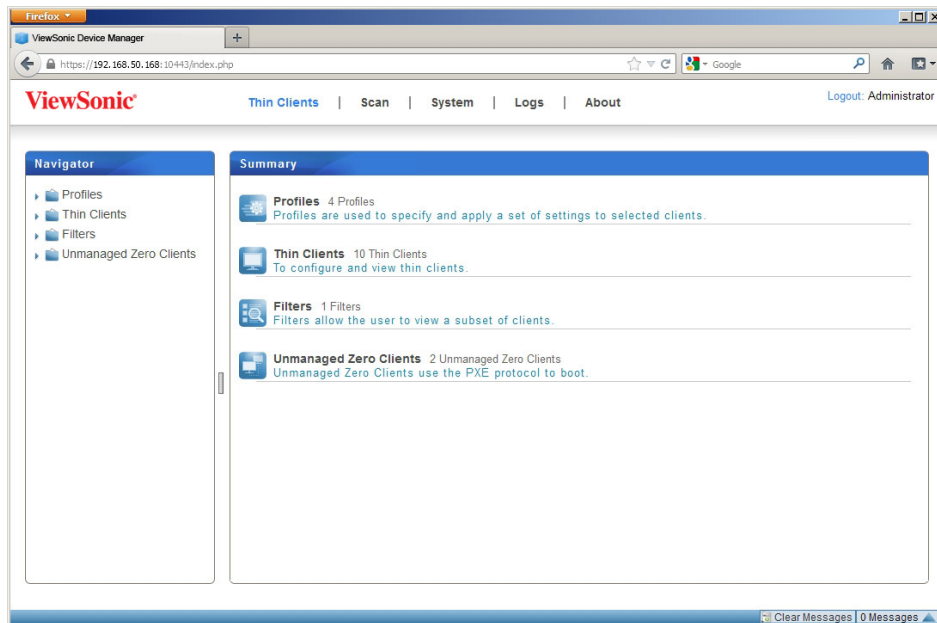 Firefox
ViewSonic Device Manager
+
https://192.168.50.168:10443/index.php
Google
ViewSonic®
Thin Clients | Scan | System | Logs | About
Logout: Administrator
Navigator
Profiles
Thin Clients
Filters
Unmanaged Zero Clients
Summary
Profiles 4 Profiles
Profiles are used to specify and apply a set of settings to selected clients.
Thin Clients 10 Thin Clients
To configure and view thin clients.
Filters 1 Filters
Filters allow the user to view a subset of clients.
Unmanaged Zero Clients 2 Unmanaged Zero Clients
Unmanaged Zero Clients use the PXE protocol to boot.
Clear Messages 0 Messages